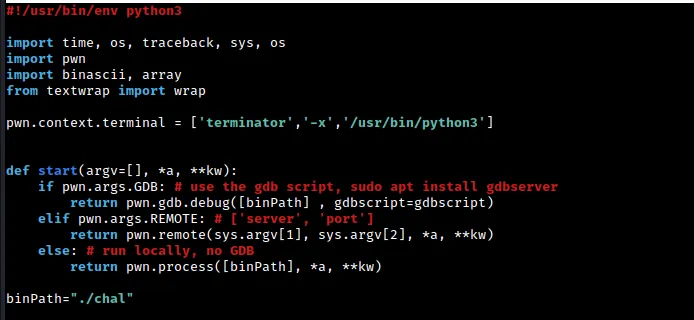 #!/usr/bin/env python3
import time, os, traceback, sys, os
import pwn
import binascii, array
from textwrap import wrap
pwn.context.terminal = ['terminator','-x','/usr/bin/python3']
def start(argv=[], *a, **kw):
    if pwn.args.GDB: # use the gdb script, sudo apt install gdbserver
        return pwn.gdb.debug([binPath] , gdbscript=gdbscript)
    elif pwn.args.REMOTE: # ['server', 'port']
        return pwn.remote(sys.argv[1], sys.argv[2], *a, **kw)
    else: # run locally, no GDB
        return pwn.process([binPath], *a, **kw)
binPath="./chal"